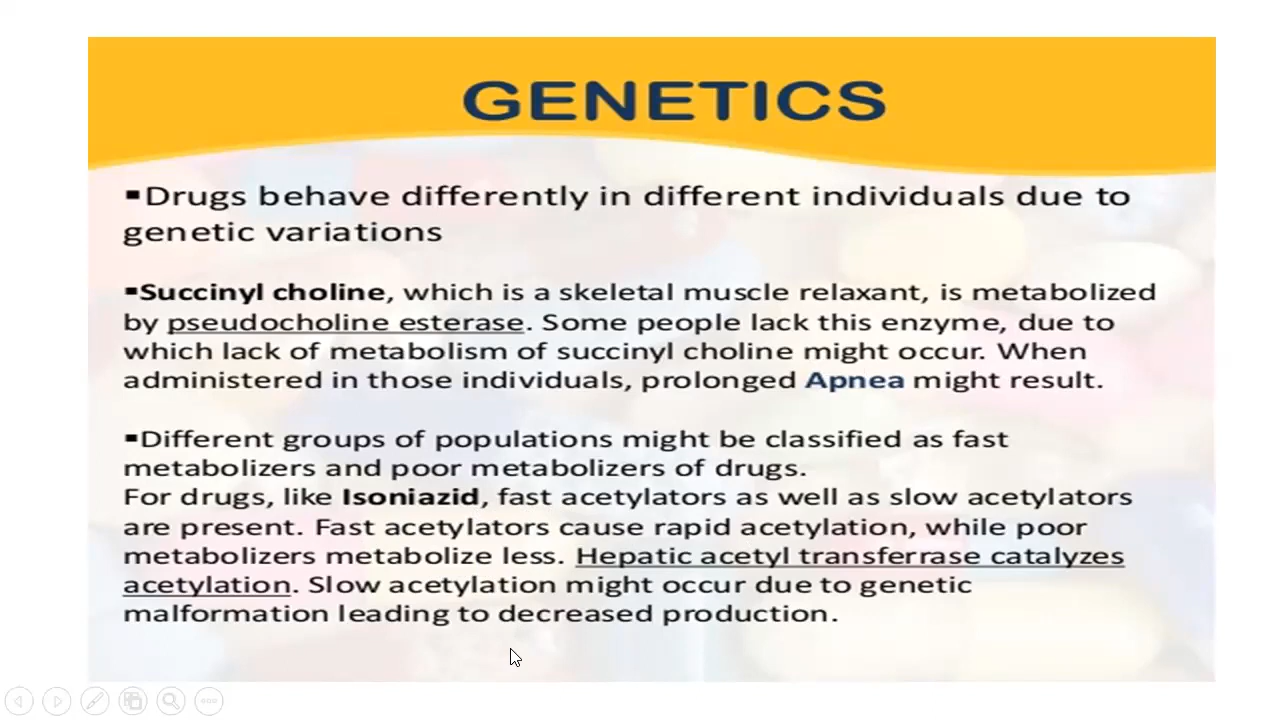 GENETICS
▪Drugs behave differently in different individuals due to
genetic variations
▪Succinyl choline, which is a skeletal muscle relaxant, is metabolized
by pseudocholine esterase. Some people lack this enzyme, due to
which lack of metabolism of succinyl choline might occur. When
administered in those individuals, prolonged Apnea might result.
▪Different groups of populations might be classified as fast
metabolizers and poor metabolizers of drugs.
For drugs, like Isoniazid, fast acetylators as well as slow acetylators
are present. Fast acetylators cause rapid acetylation, while poor
metabolizers metabolize less. Hepatic acetyl transferrase catalyzes
acetylation. Slow acetylation might occur due to genetic
malformation leading to decreased production.